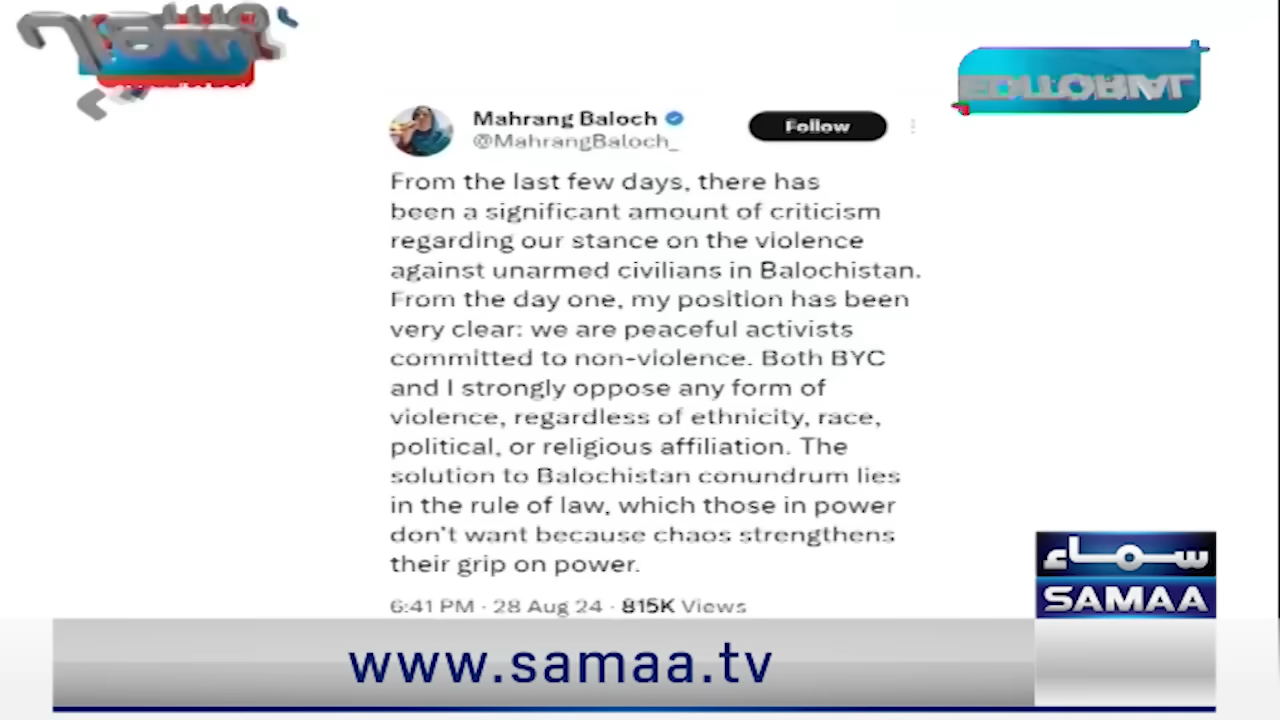 EDITORIAL
Mahrang Baloch
Follow
@MahrangBaloch_
From the last few days, there has
been a significant amount of criticism
regarding our stance on the violence
against unarmed civilians in Balochistan.
From the day one, my position has been
very clear: we are peaceful activists
committed to non-violence. Both BYC
and I strongly oppose any form of
violence, regardless of ethnicity, race,
political, or religious affiliation. The
solution to Balochistan conundrum lies
in the rule of law, which those in power
don't want because chaos strengthens
their grip on power.
6:41 PM · 28 Aug 24 · 815K Views
سماء
SAMAA
www.samaa.tv